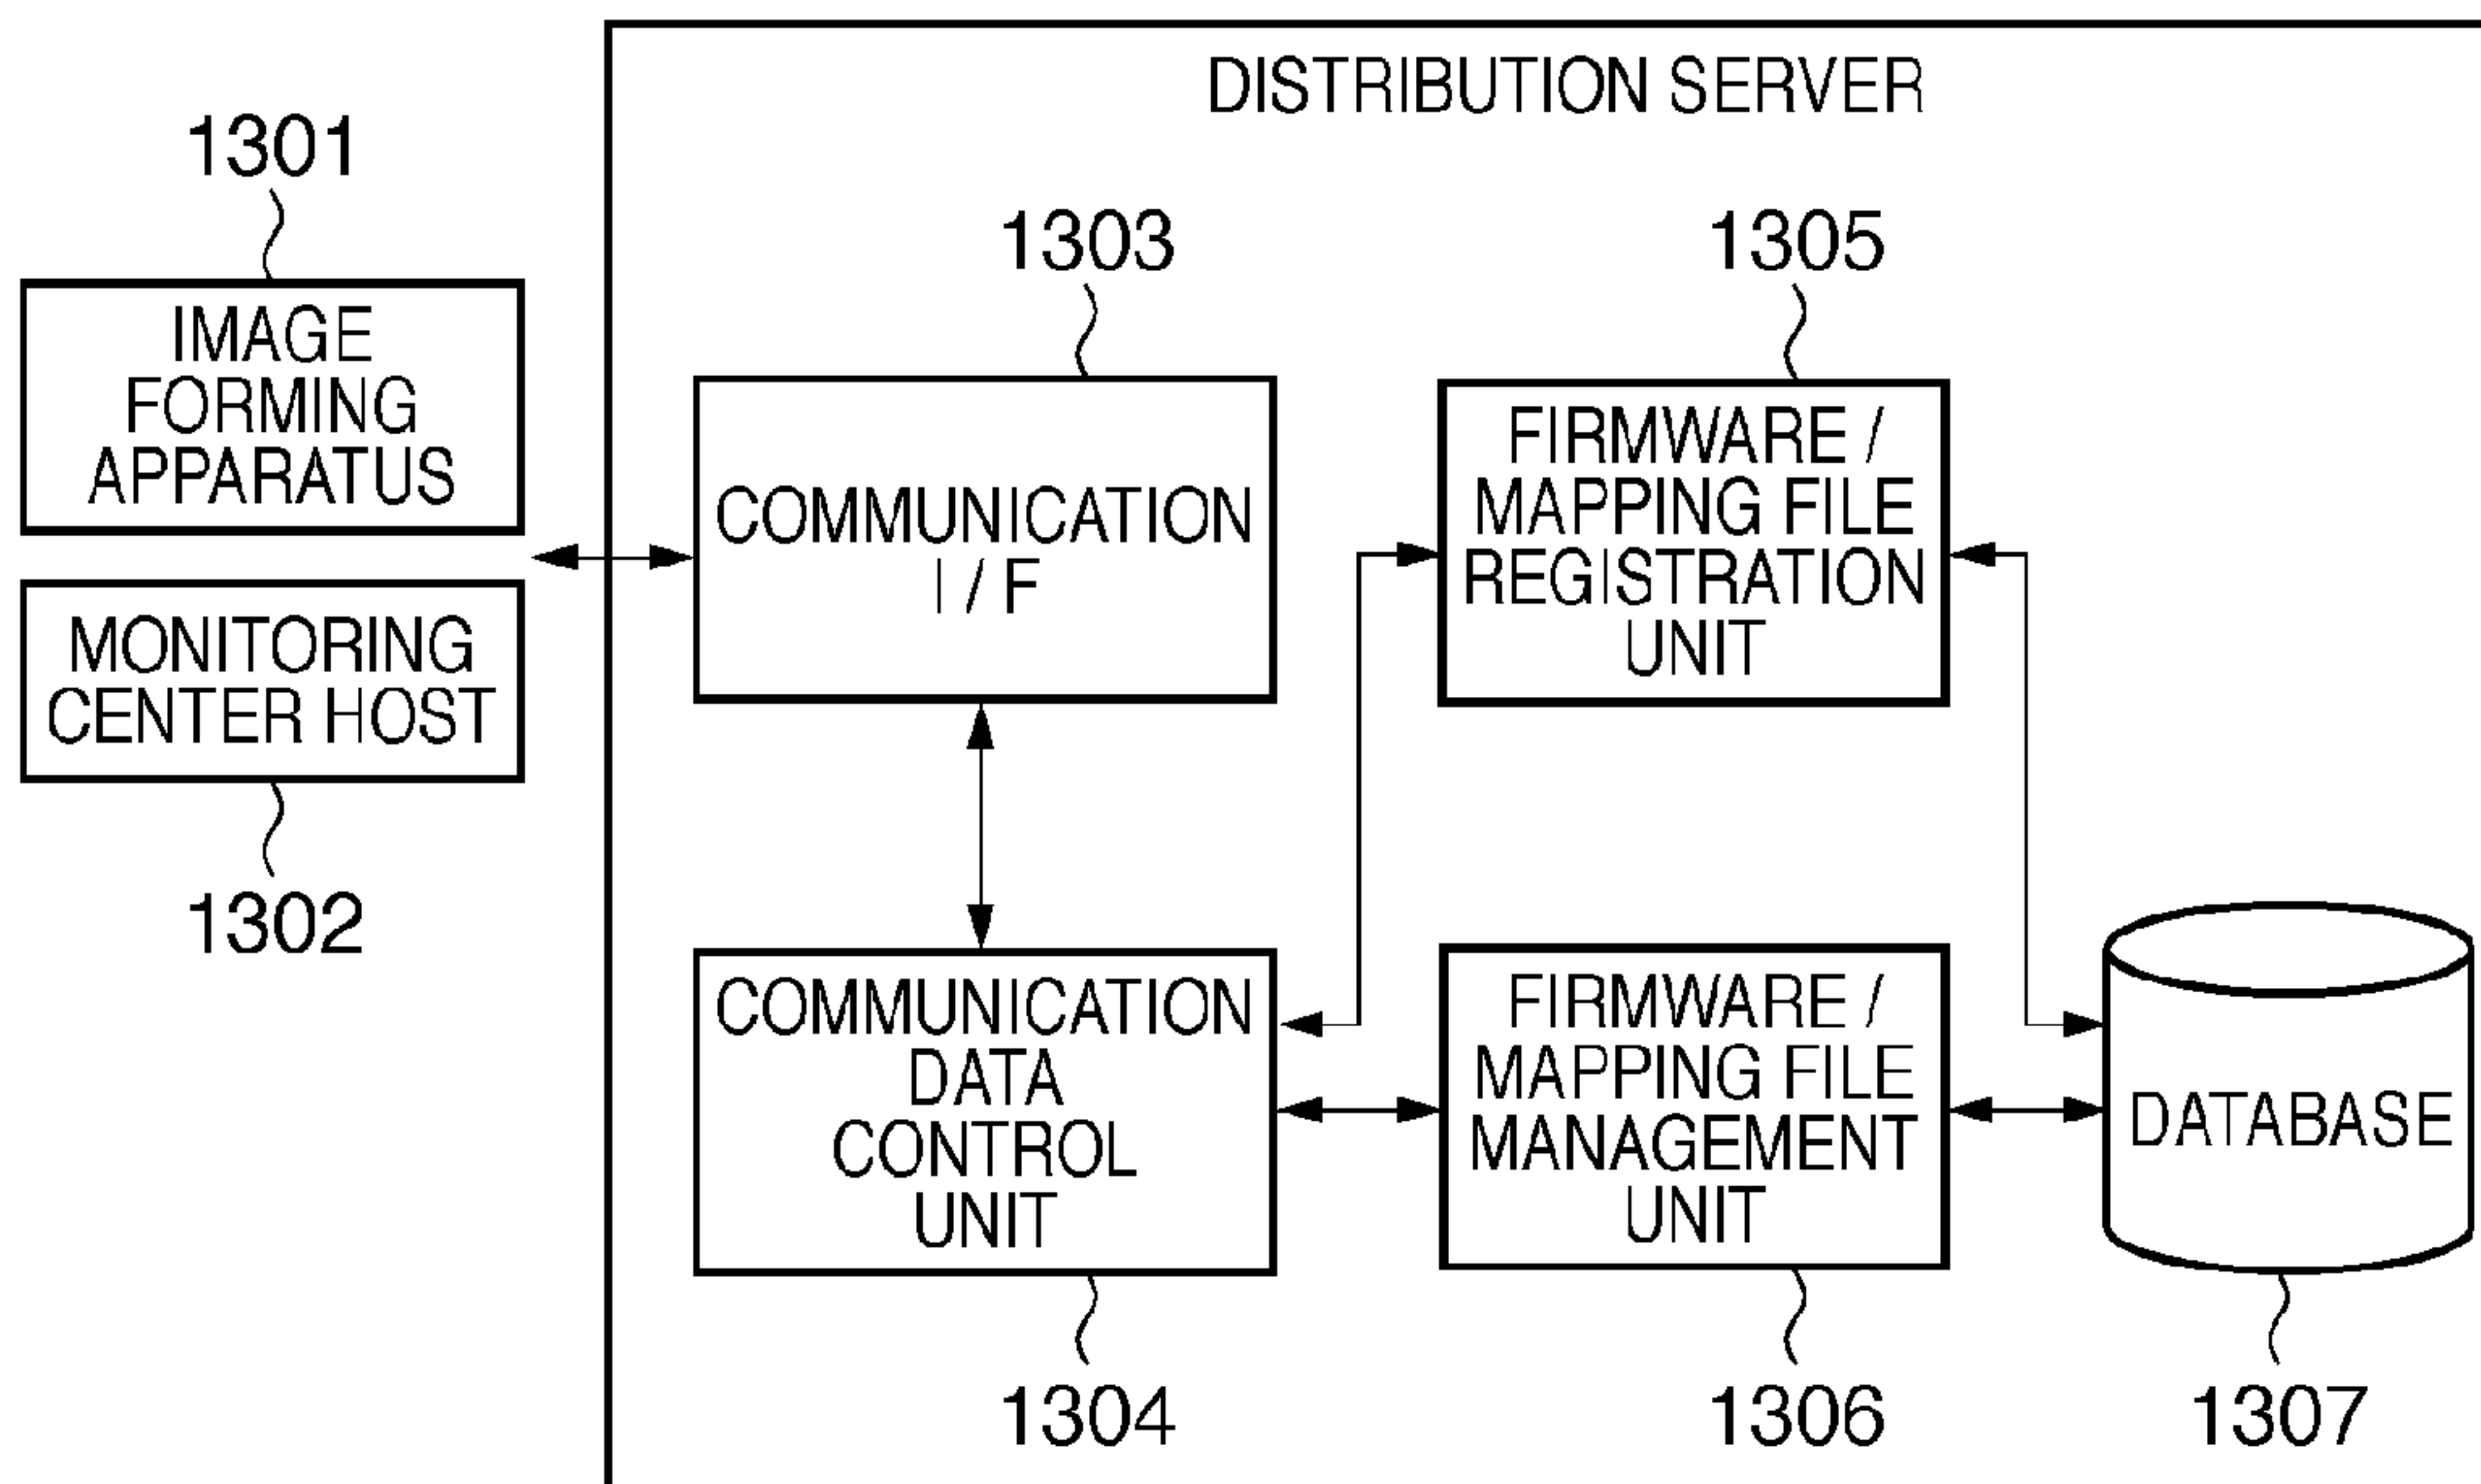 DISTRIBUTION SERVER
1301
IMAGE
FORMING
APPARATUS
MONITORING
CENTER HOST
1302
1303
COMMUNICATION
I / F
1305
FIRMWARE /
MAPPING FILE
REGISTRATION
UNIT
COMMUNICATION
DATA
CONTROL
UNIT
1304
FIRMWARE /
MAPPING FILE
MANAGEMENT
UNIT
1306
DATABASE
1307